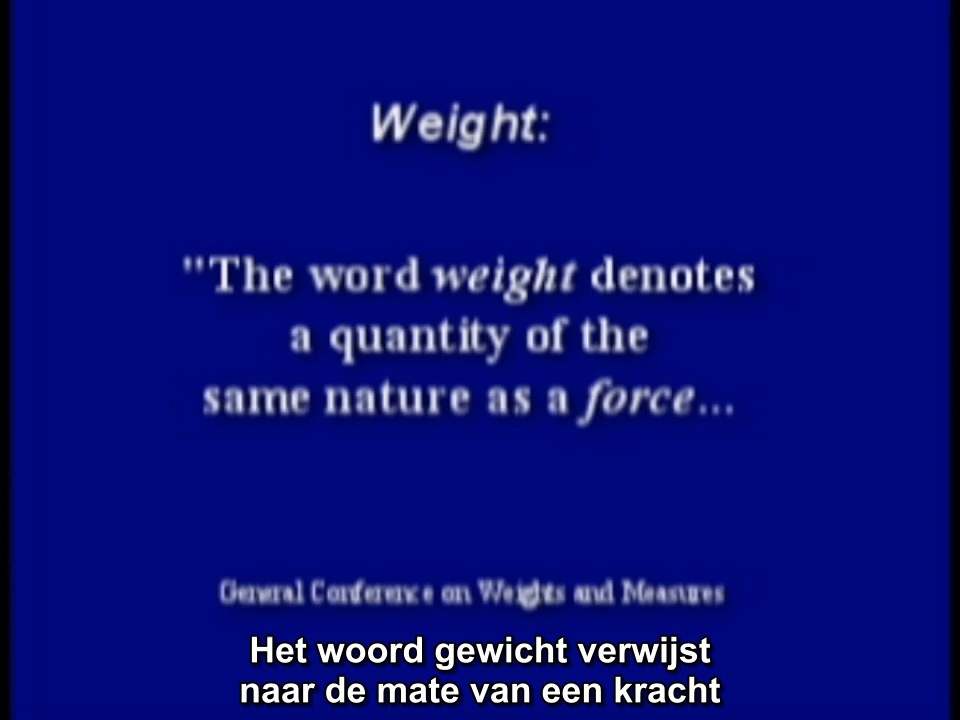 Weight:
"The word weight denotes
a quantity of the
same nature as a force...
General Conference on Weights and Measures
Het woord gewicht verwijst
naar de mate van een kracht